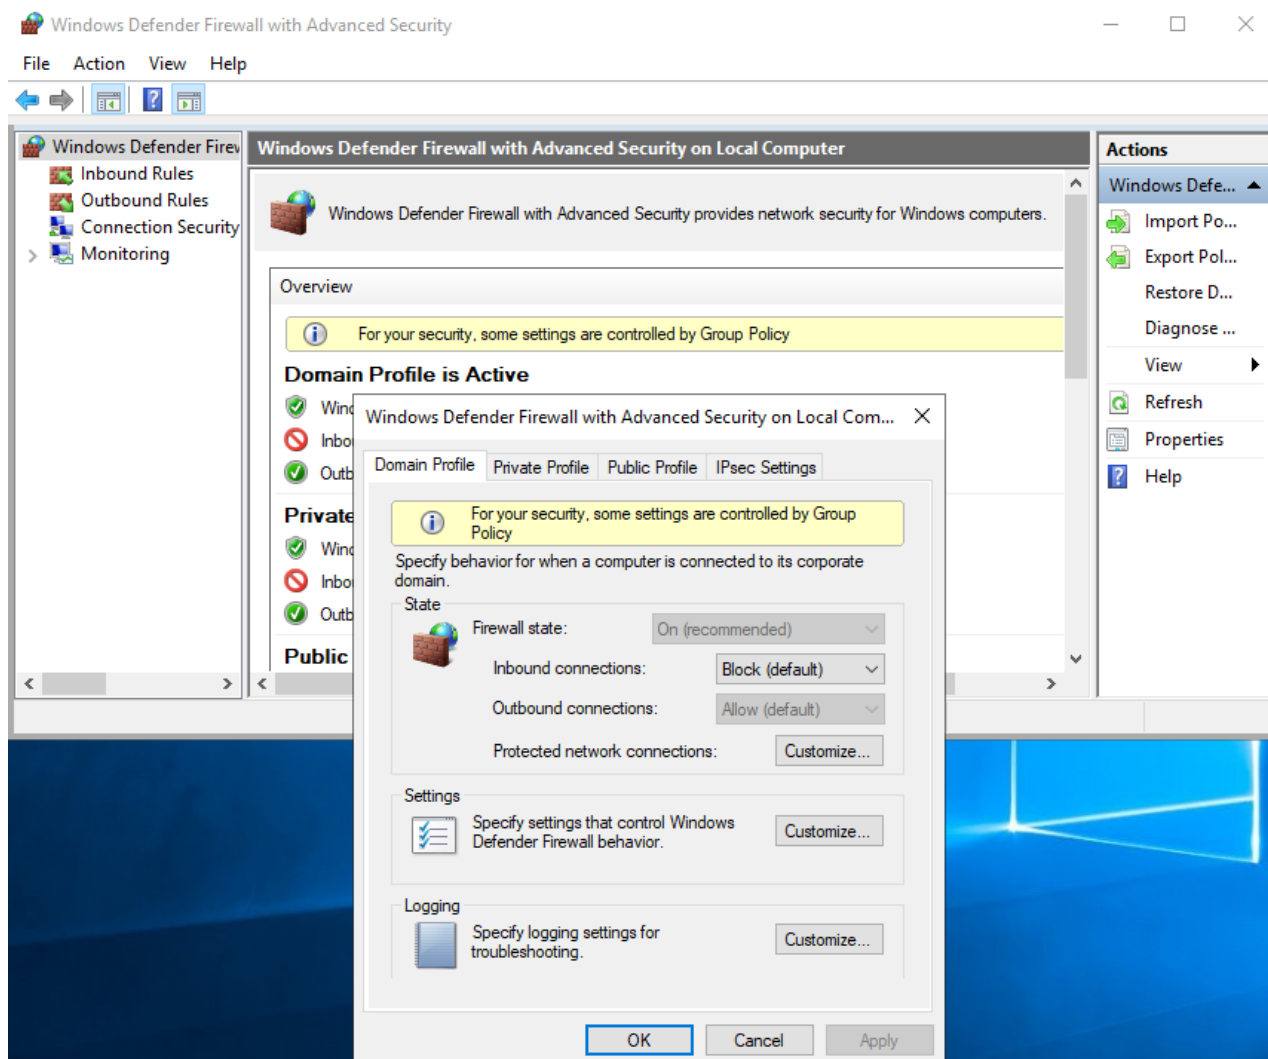 Windows Defender Firewall with Advanced Security
File Action View Help
Windows Defender Firew
Inbound Rules
Outbound Rules
Connection Security
Monitoring
Windows Defender Firewall with Advanced Security on Local Computer
Windows Defender Firewall with Advanced Security provides network security for Windows computers.
Overview
For your security, some settings are controlled by Group Policy
Domain Profile is Active
Wind
Inbo
Outb
Private
Wind
Inbo
Outb
Public
Actions
Windows Defe...
Import Po...
Export Pol...
Restore D...
Diagnose ...
View
Refresh
Properties
Help
Windows Defender Firewall with Advanced Security on Local Com...
Domain Profile Private Profile Public Profile IPsec Settings
For your security, some settings are controlled by Group
Policy
Specify behavior for when a computer is connected to its corporate
domain.
State
Firewall state: On (recommended)
Inbound connections: Block (default)
Outbound connections: Allow (default)
Protected network connections: Customize...
Settings
Specify settings that control Windows
Defender Firewall behavior.
Customize...
Logging
Specify logging settings for
troubleshooting.
Customize...
OK Cancel Apply